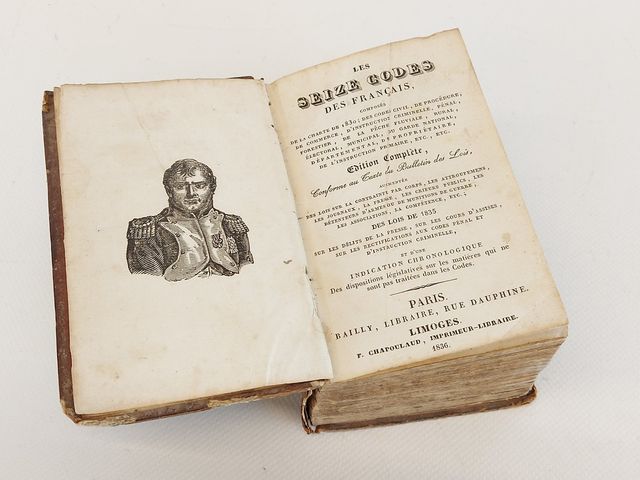 LES
SEIZE CODES
DES FRANÇAIS,
COMPOSÉS
DE LA CHARTE DE 1830; DES CODES CIVIL, DE PROCÉDURE,
DE COMMERCE, D'INSTRUCTION CRIMINELLE, PÉNAL,
FORESTIER, DE LA PÊCHE FLUVIALE, RURAL,
ÉLECTORAL, MUNICIPAL, DU GARDE NATIONAL,
DÉPARTEMENTAL, DE PROPRIÉTAIRE,
DE L'INSTRUCTION PRIMAIRE, ETC., ETC.
Edition Complète,
Conforme au Texte du Bulletin des Lois,
AUGMENTÉE
DES LOIS SUR LA CONTRAINTE PAR CORPS, LES ATTROUPEMENS,
LES JOURNAUX, LA PRESSE, LES CRIEURS PUBLICS, LES
DÉTENTEURS D'ARMES OU DE MUNITIONS DE GUERRE,
LES ASSOCIATIONS, LA COMPÉTENCE, ETC.;
DES LOIS DE 1835
SUR LES DÉLITS DE LA PRESSE, SUR LES COURS D'ASSISES,
SUR LES RECTIFICATIONS AUX CODES PÉNAL ET
D'INSTRUCTION CRIMINELLE,
ET D'UNE
INDICATION CHRONOLOGIQUE
Des dispositions législatives sur les matières qui ne
sont pas traitées dans les Codes.
PARIS.
BAILLY, LIBRAIRE, RUE DAUPHINE.
LIMOGES.
F. CHAPOULAUD, IMPRIMEUR-LIBRAIRE.
1836.